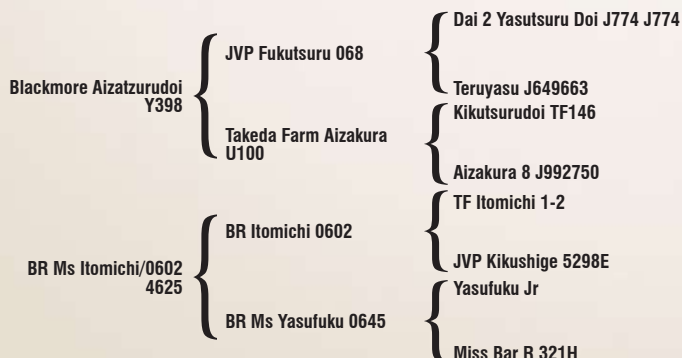 Dai 2 Yasutsuru Doi J774 J774
JVP Fukutsuru 068
Teruyasu J649663
Blackmore Aizatzurudoi
Y398
Kikutsurudoi TF146
Takeda Farm Aizakura
U100
Aizakura 8 J992750
TF Itomichi 1-2
BR Itomichi 0602
JVP Kikushige 5298E
BR Ms Itomichi/0602
4625
Yasufuku Jr
BR Ms Yasufuku 0645
Miss Bar R 321H